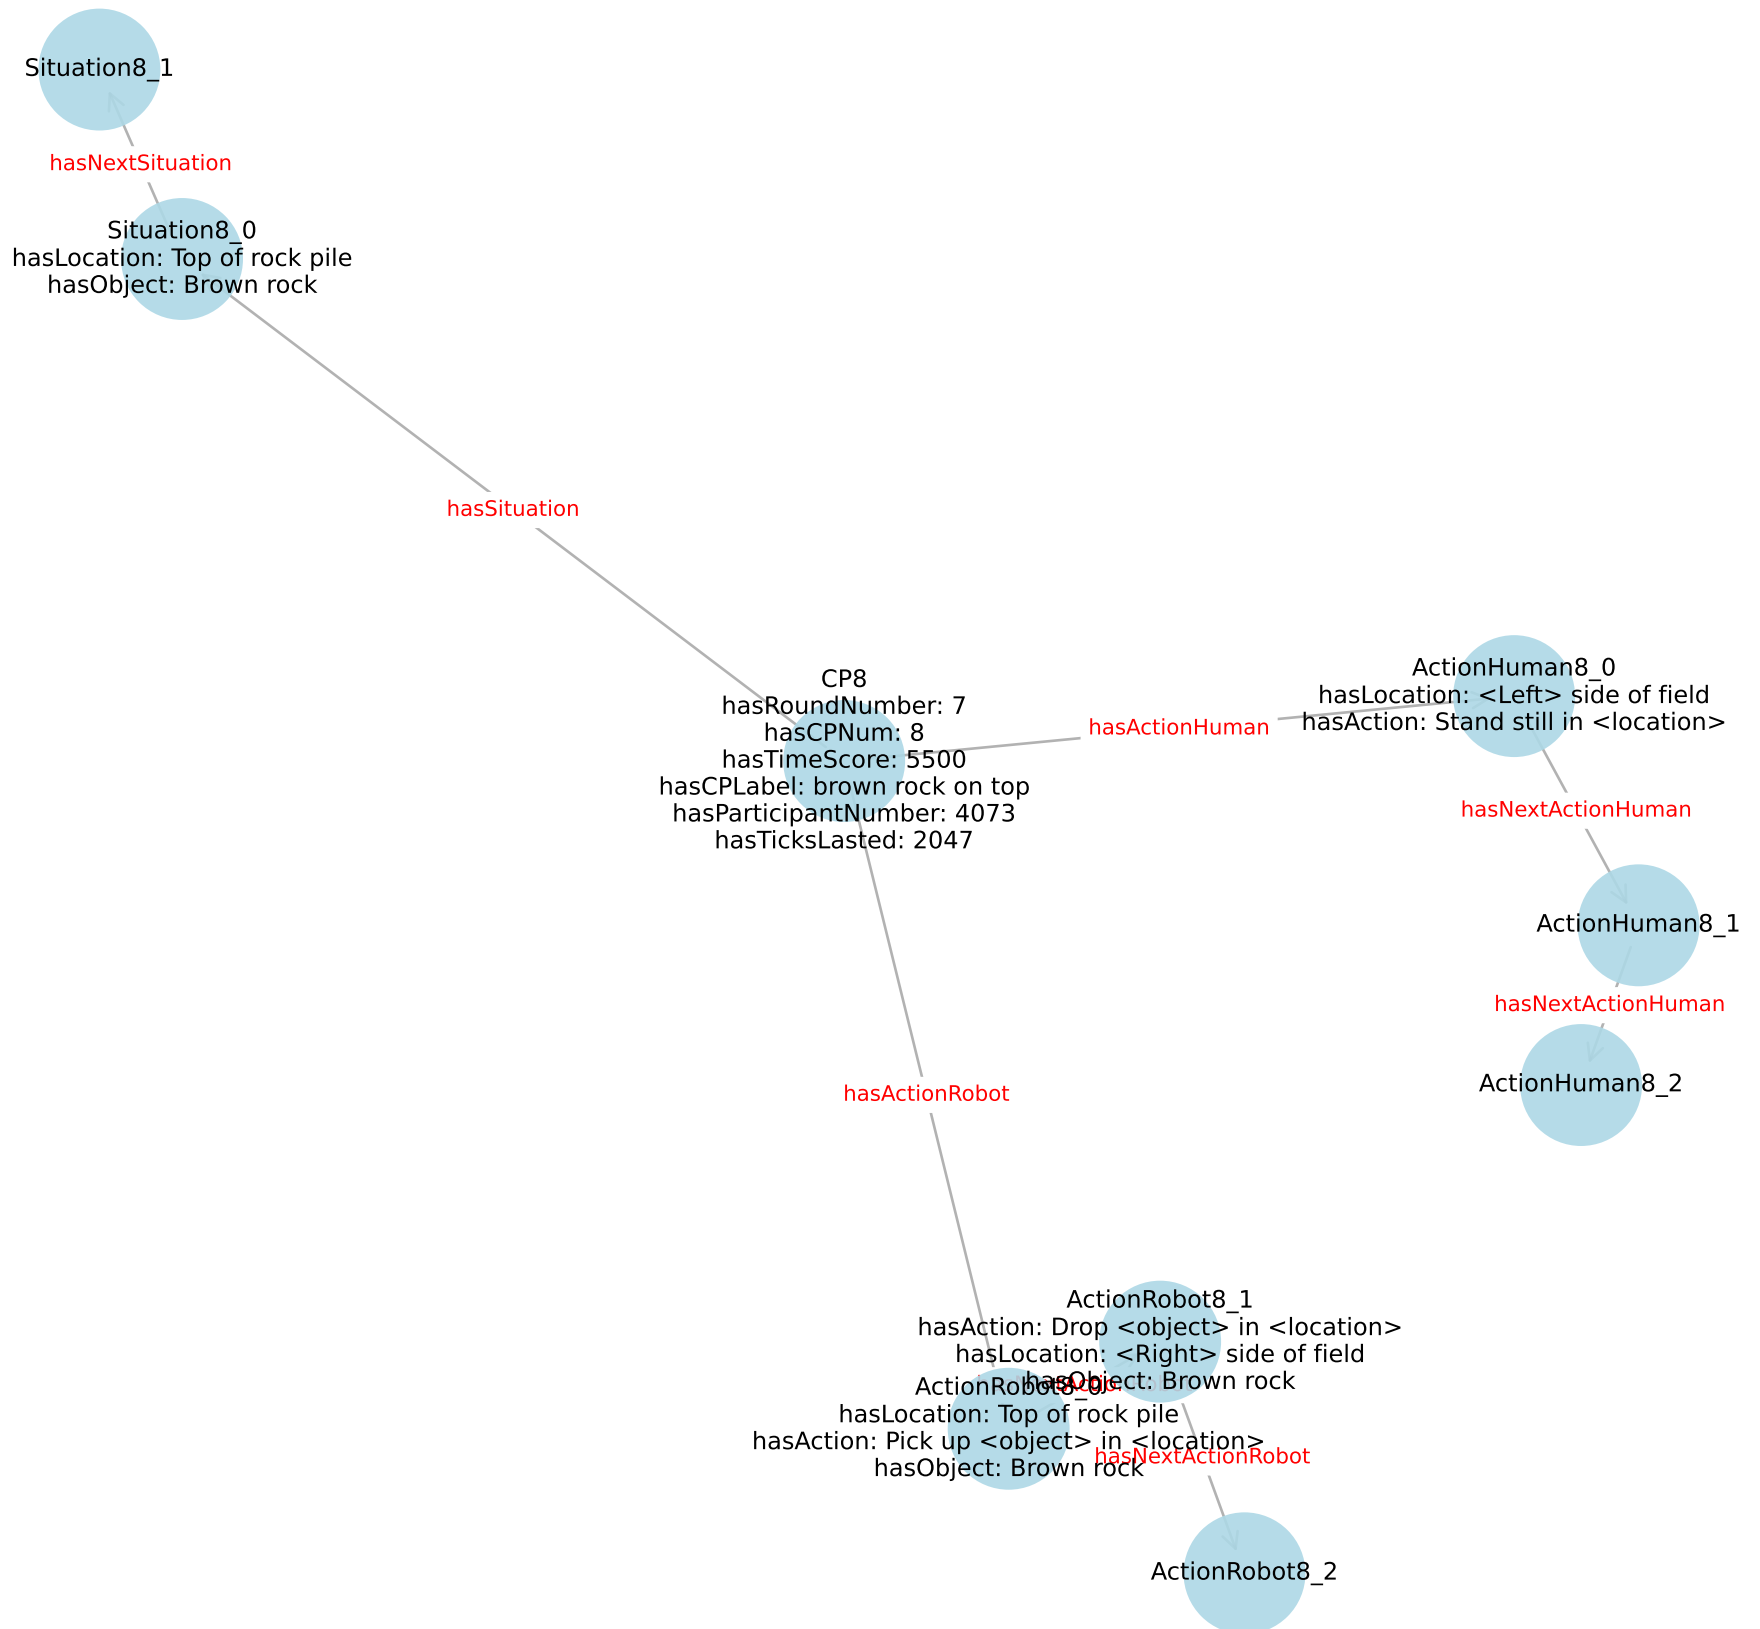 Situation8_1
hasNextSituation
Situation8_0
hasLocation: Top of rock pile
hasObject: Brown rock
hasSituation
CP8
hasRoundNumber: 7
hasCPNum: 8
hasTimeScore: 5500
hasCPLabel: brown rock on top
hasParticipantNumber: 4073
hasTicksLasted: 2047
hasActionHuman
ActionHuman8_0
hasLocation: <Left> side of field
hasAction: Stand still in <location>
hasNextActionHuman
ActionHuman8_1
hasNextActionHuman
ActionHuman8_2
hasActionRobot
ActionRobot8_1
hasAction: Drop <object> in <location>
hasLocation: <Right> side of field
hasObject: Brown rock
ActionRobot8_0
hasLocation: Top of rock pile
hasAction: Pick up <object> in <location>
hasObject: Brown rock
hasNextActionRobot
ActionRobot8_2